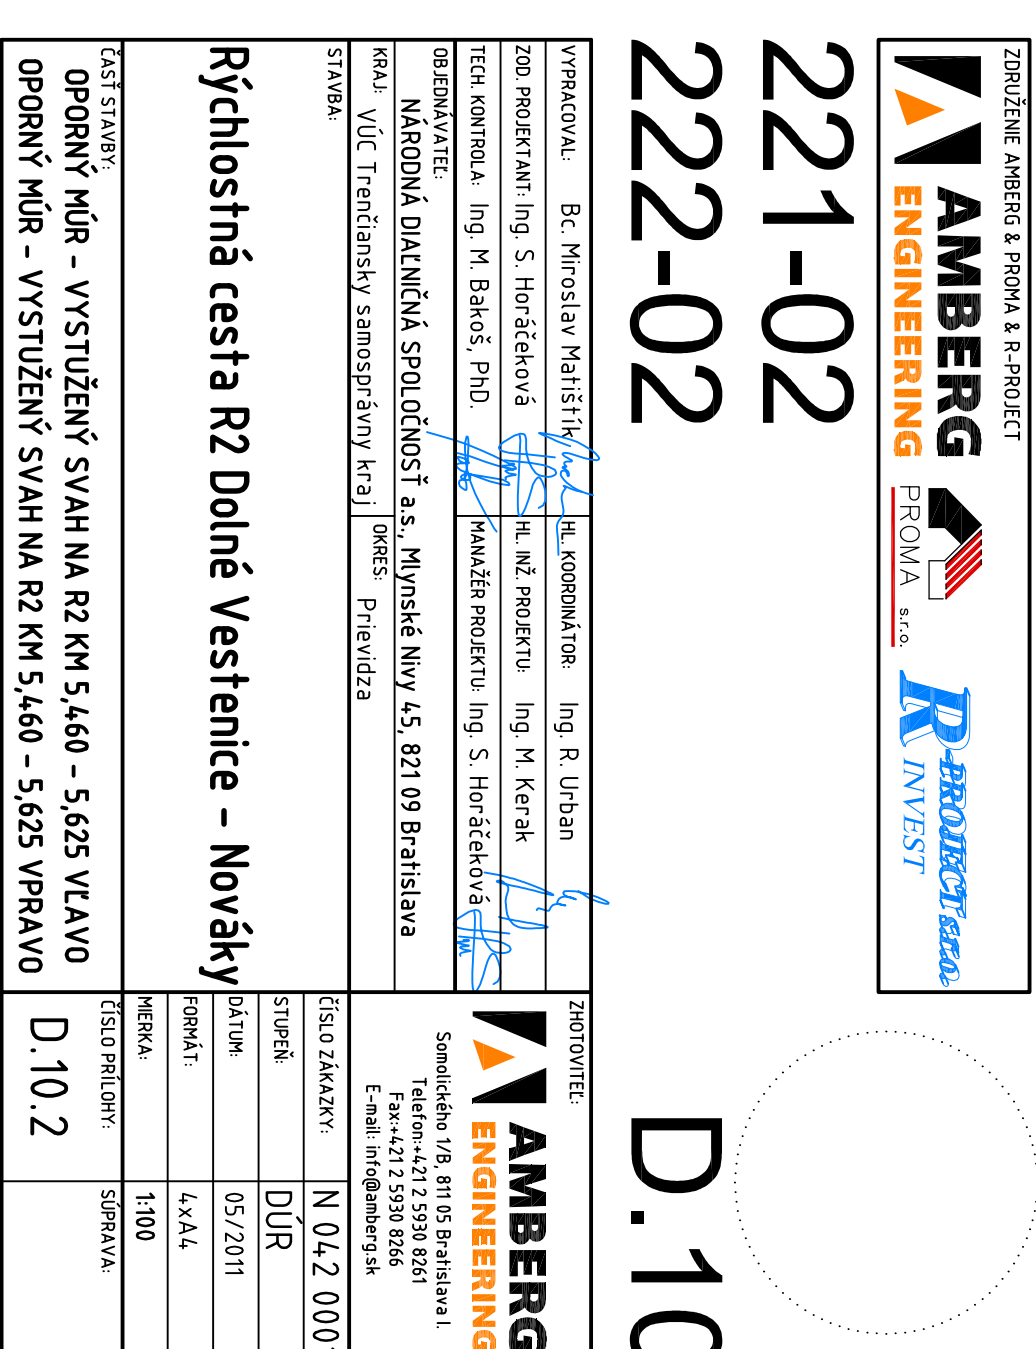 ZDRUŽENIE AMBERG & PROMA & R-PROJECT
AMBERG
ENGINEERING
PROMA s.r.o.
R-PROJECT s.r.o.
INVEST
221-02
222-02
D.10
VYPRACOVAL: Bc. Miroslav Matištík
HL. KOORDINÁTOR: Ing. R. Urban
ZOD. PROJEKTANT: Ing. S. Horáčeková
HL. INŽ. PROJEKTU: Ing. M. Kerak
TECH. KONTROLA: Ing. M. Bakoš, PhD.
MANAŽÉR PROJEKTU: Ing. S. Horáčeková
OBJEDNÁVATEĽ:
NÁRODNÁ DIAĽNIČNÁ SPOLOČNOSŤ a.s., Mlynské Nivy 45, 821 09 Bratislava
KRAJ: VÚC Trenčiansky samosprávny kraj
OKRES: Prievidza
STAVBA:
Rýchlostná cesta R2 Dolné Vestenice – Nováky
ČASŤ STAVBY:
OPORNÝ MÚR – VYSTUŽENÝ SVAH NA R2 KM 5,460 – 5,625 VĽAVO
OPORNÝ MÚR – VYSTUŽENÝ SVAH NA R2 KM 5,460 – 5,625 VPRAVO
ZHOTOVITEĽ:
AMBERG
ENGINEERING
Somolického 1/B, 811 05 Bratislava I.
Telefon:+421 2 5930 8261
Fax:+421 2 5930 8266
E-mail: info@amberg.sk
ČÍSLO ZÁKAZKY: N 042 000
STUPEŇ: DÚR
DÁTUM: 05/2011
FORMÁT: 4xA4
MIERKA: 1:100
ČÍSLO PRÍLOHY:
D.10.2
SÚPRAVA: